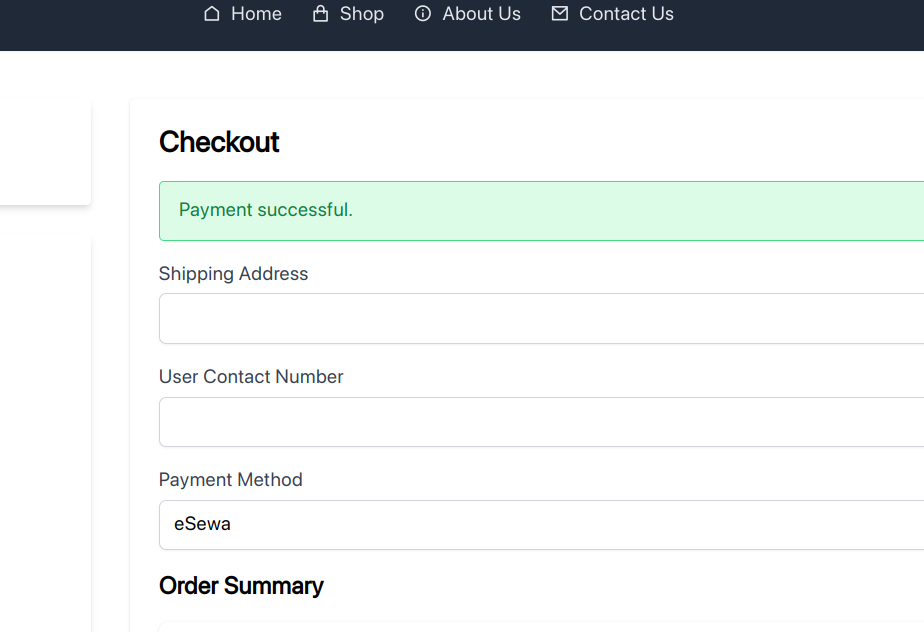 Home Shop About Us Contact Us
Checkout
Payment successful.
Shipping Address
User Contact Number
Payment Method
eSewa
Order Summary